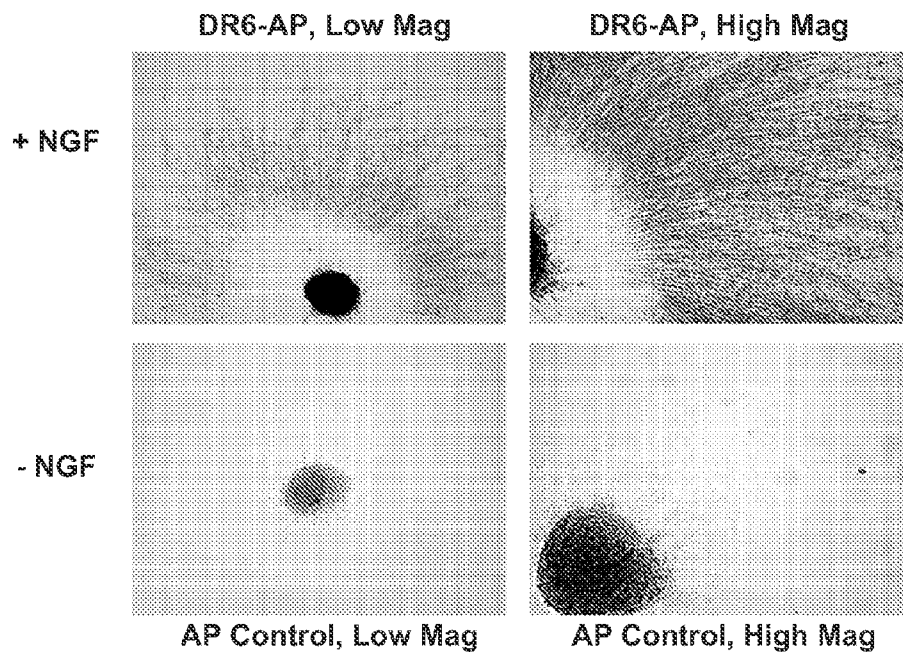 DR6-AP, Low Mag
DR6-AP, High Mag
+ NGF
- NGF
AP Control, Low Mag
AP Control, High Mag